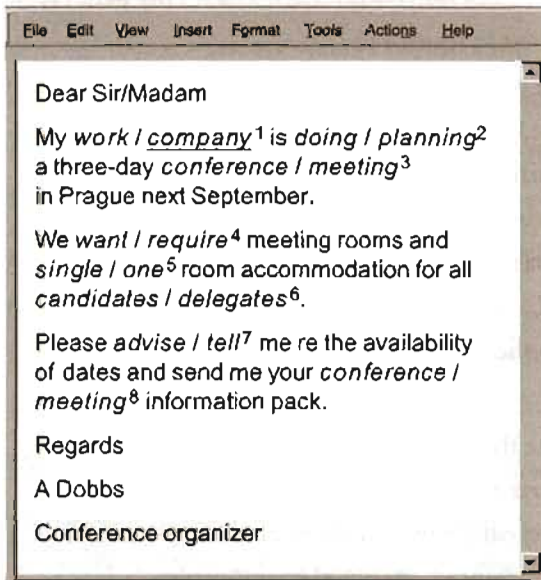 File Edit View Insert Format Tools Actions Help
Dear Sir/Madam
My work / company1 is doing / planning2
a three-day conference / meeting3
in Prague next September.
We want / require4 meeting rooms and
single / one5 room accommodation for all
candidates / delegates6.
Please advise / tell7 me re the availability
of dates and send me your conference /
meeting8 information pack.
Regards
A Dobbs
Conference organizer